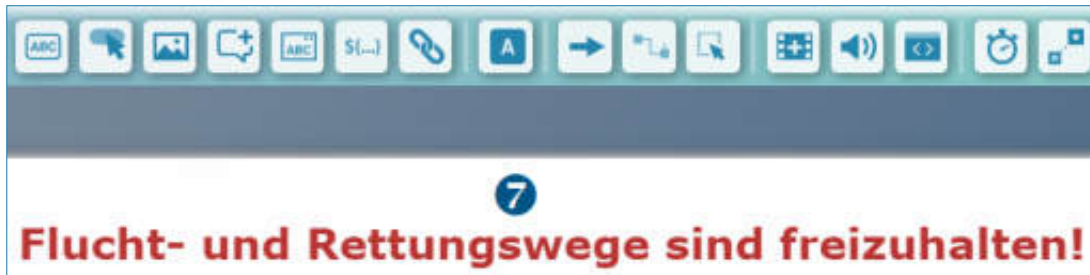 ABC ABC S(...) A <>
7
Flucht- und Rettungswege sind freizuhalten!